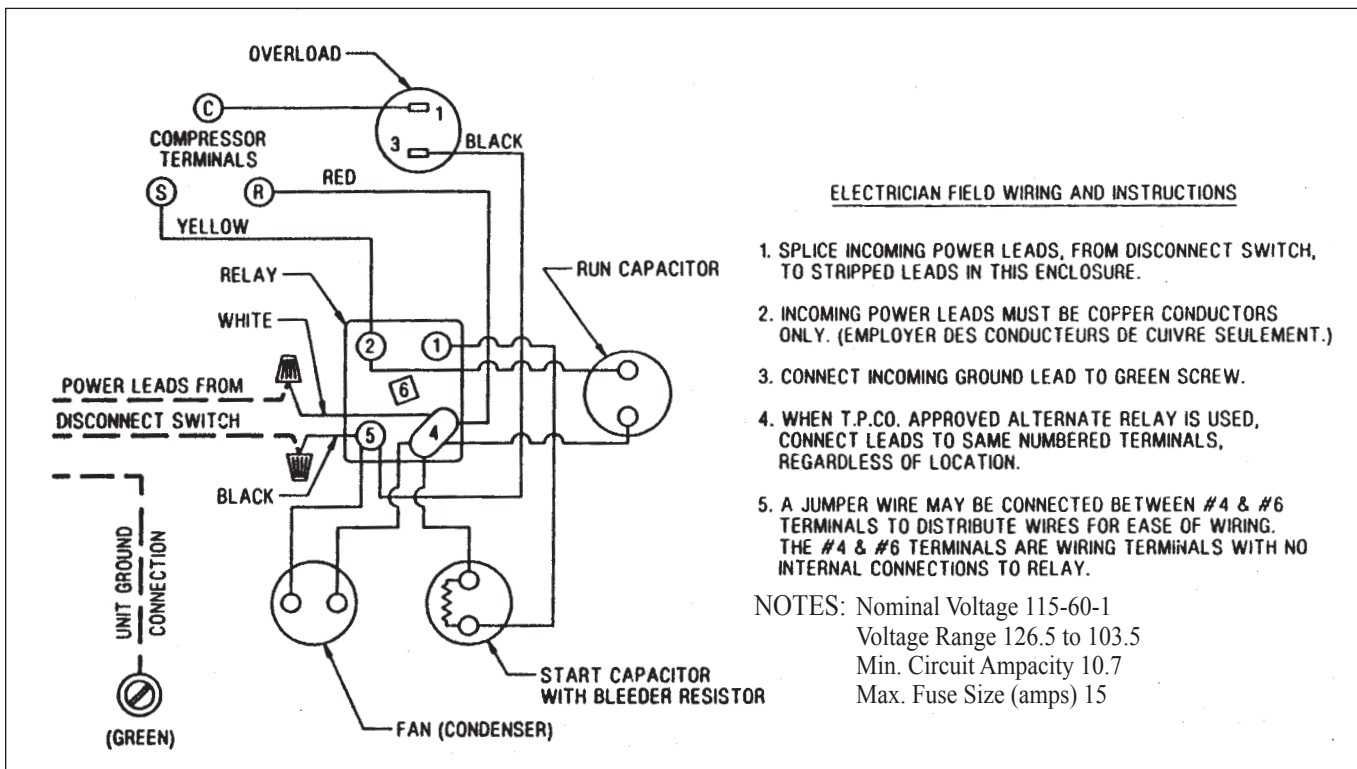 OVERLOAD
C
1
COMPRESSOR
TERMINALS
3
BLACK
S
R
RED
YELLOW
RELAY
RUN CAPACITOR
WHITE
2
1
6
POWER LEADS FROM
DISCONNECT SWITCH
5
4
BLACK
UNIT GROUND
CONNECTION
START CAPACITOR
WITH BLEEDER RESISTOR
FAN (CONDENSER)
(GREEN)
ELECTRICIAN FIELD WIRING AND INSTRUCTIONS
1. SPLICE INCOMING POWER LEADS, FROM DISCONNECT SWITCH,
TO STRIPPED LEADS IN THIS ENCLOSURE.
2. INCOMING POWER LEADS MUST BE COPPER CONDUCTORS
ONLY. (EMPLOYER DES CONDUCTEURS DE CUIVRE SEULEMENT.)
3. CONNECT INCOMING GROUND LEAD TO GREEN SCREW.
4. WHEN T.P.CO. APPROVED ALTERNATE RELAY IS USED,
CONNECT LEADS TO SAME NUMBERED TERMINALS,
REGARDLESS OF LOCATION.
5. A JUMPER WIRE MAY BE CONNECTED BETWEEN #4 & #6
TERMINALS TO DISTRIBUTE WIRES FOR EASE OF WIRING.
THE #4 & #6 TERMINALS ARE WIRING TERMINALS WITH NO
INTERNAL CONNECTIONS TO RELAY.
NOTES: Nominal Voltage 115-60-1
Voltage Range 126.5 to 103.5
Min. Circuit Ampacity 10.7
Max. Fuse Size (amps) 15